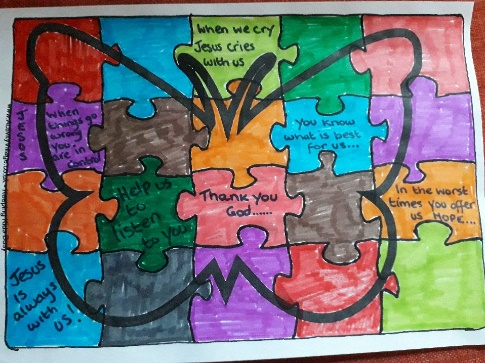 When we cry
Jesus cries
with us
JESUS
When
things go
wrong
you
are in
control
you know
what is best
for us...
Help us
to
listen
to you
Thank you
God......
In the worst
times you offer
us HOPE...
Jesus
is
always
with
us!